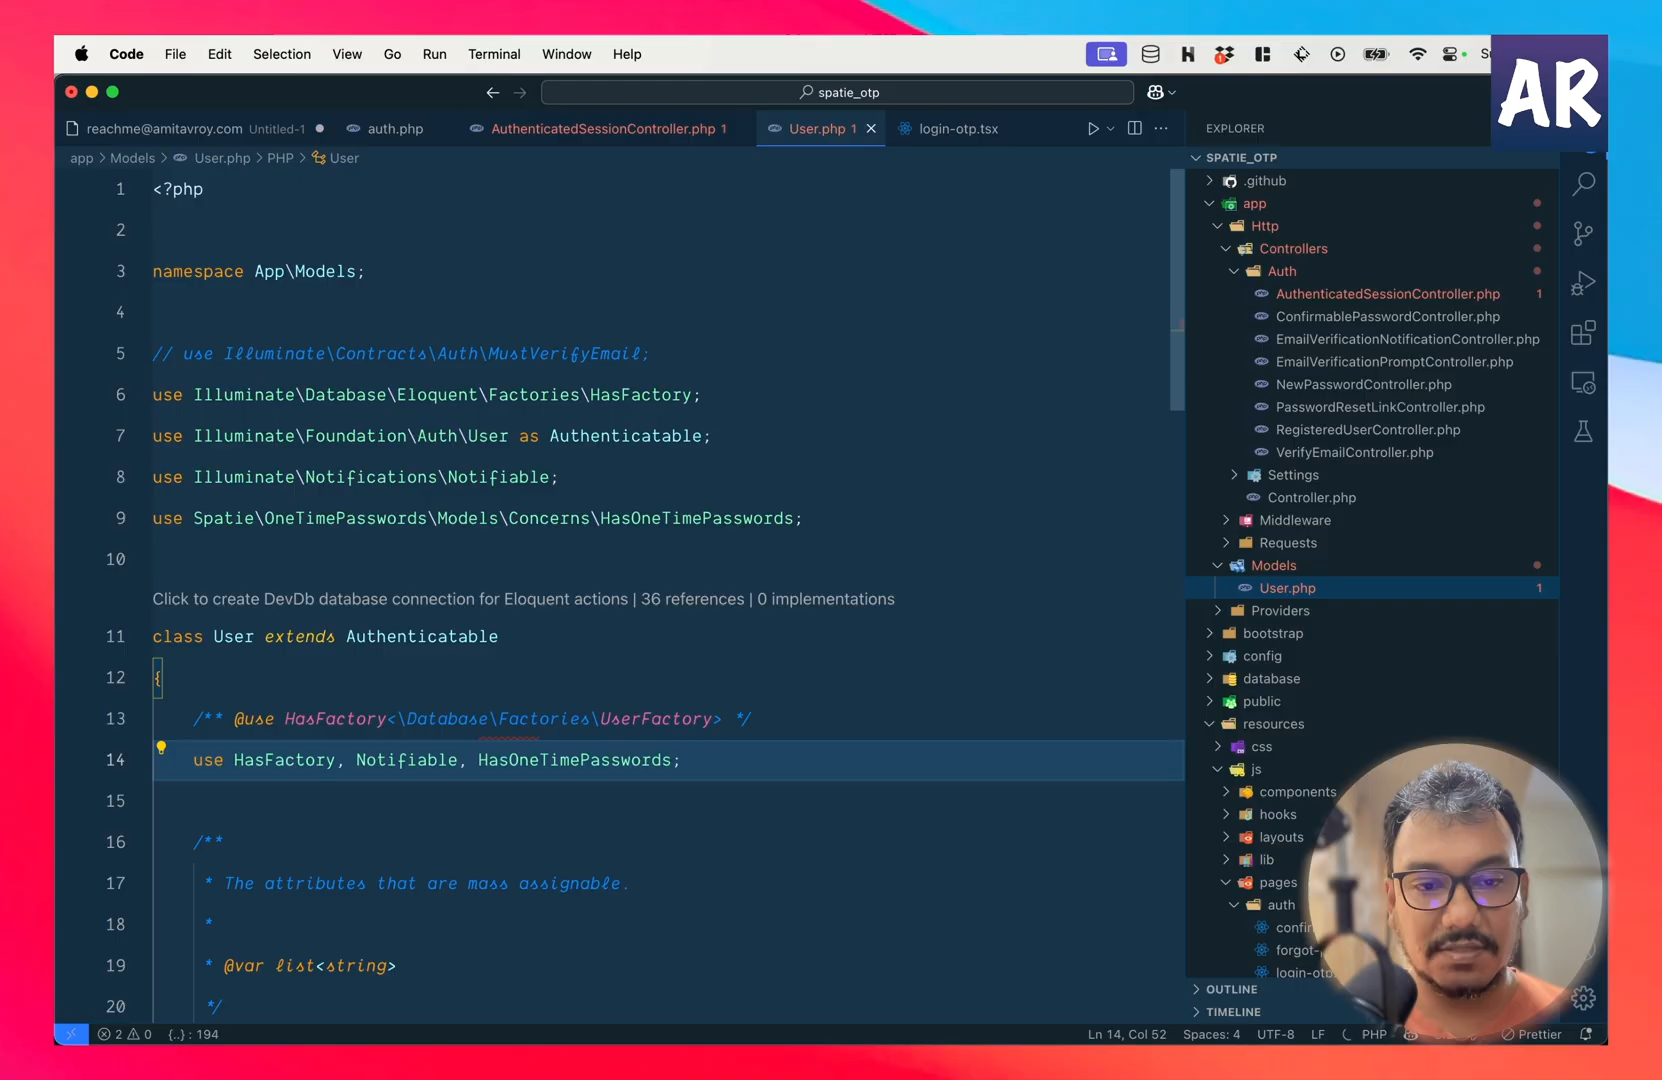 Code File Edit Selection View Go Run Terminal Window Help
AR
spatie_otp
reachme@amitavroy.com Untitled-1 auth.php AuthenticatedSessionController.php 1 User.php 1 login-otp.tsx
app > Models > User.php > PHP > User
1 <?php
2
3 namespace App\Models;
4
5 // use Illuminate\Contracts\Auth\MustVerifyEmail;
6 use Illuminate\Database\Eloquent\Factories\HasFactory;
7 use Illuminate\Foundation\Auth\User as Authenticatable;
8 use Illuminate\Notifications\Notifiable;
9 use Spatie\OneTimePasswords\Models\Concerns\HasOneTimePasswords;
10
Click to create DevDb database connection for Eloquent actions | 36 references | 0 implementations
11 class User extends Authenticatable
12 {
13 /** @use HasFactory<\Database\Factories\UserFactory> */
14 use HasFactory, Notifiable, HasOneTimePasswords;
15
16 /**
17 * The attributes that are mass assignable.
18 *
19 * @var list<string>
20 */
EXPLORER
SPATIE_OTP
.github
app
Http
Controllers
Auth
AuthenticatedSessionController.php 1
ConfirmablePasswordController.php
EmailVerificationNotificationController.php
EmailVerificationPromptController.php
NewPasswordController.php
PasswordResetLinkController.php
RegisteredUserController.php
VerifyEmailController.php
Settings
Controller.php
Middleware
Requests
Models
User.php 1
Providers
bootstrap
config
database
public
resources
css
js
components
hooks
layouts
lib
pages
auth
OUTLINE
TIMELINE
2 0 {..} : 194
Ln 14, Col 52 Spaces: 4 UTF-8 LF PHP Prettier